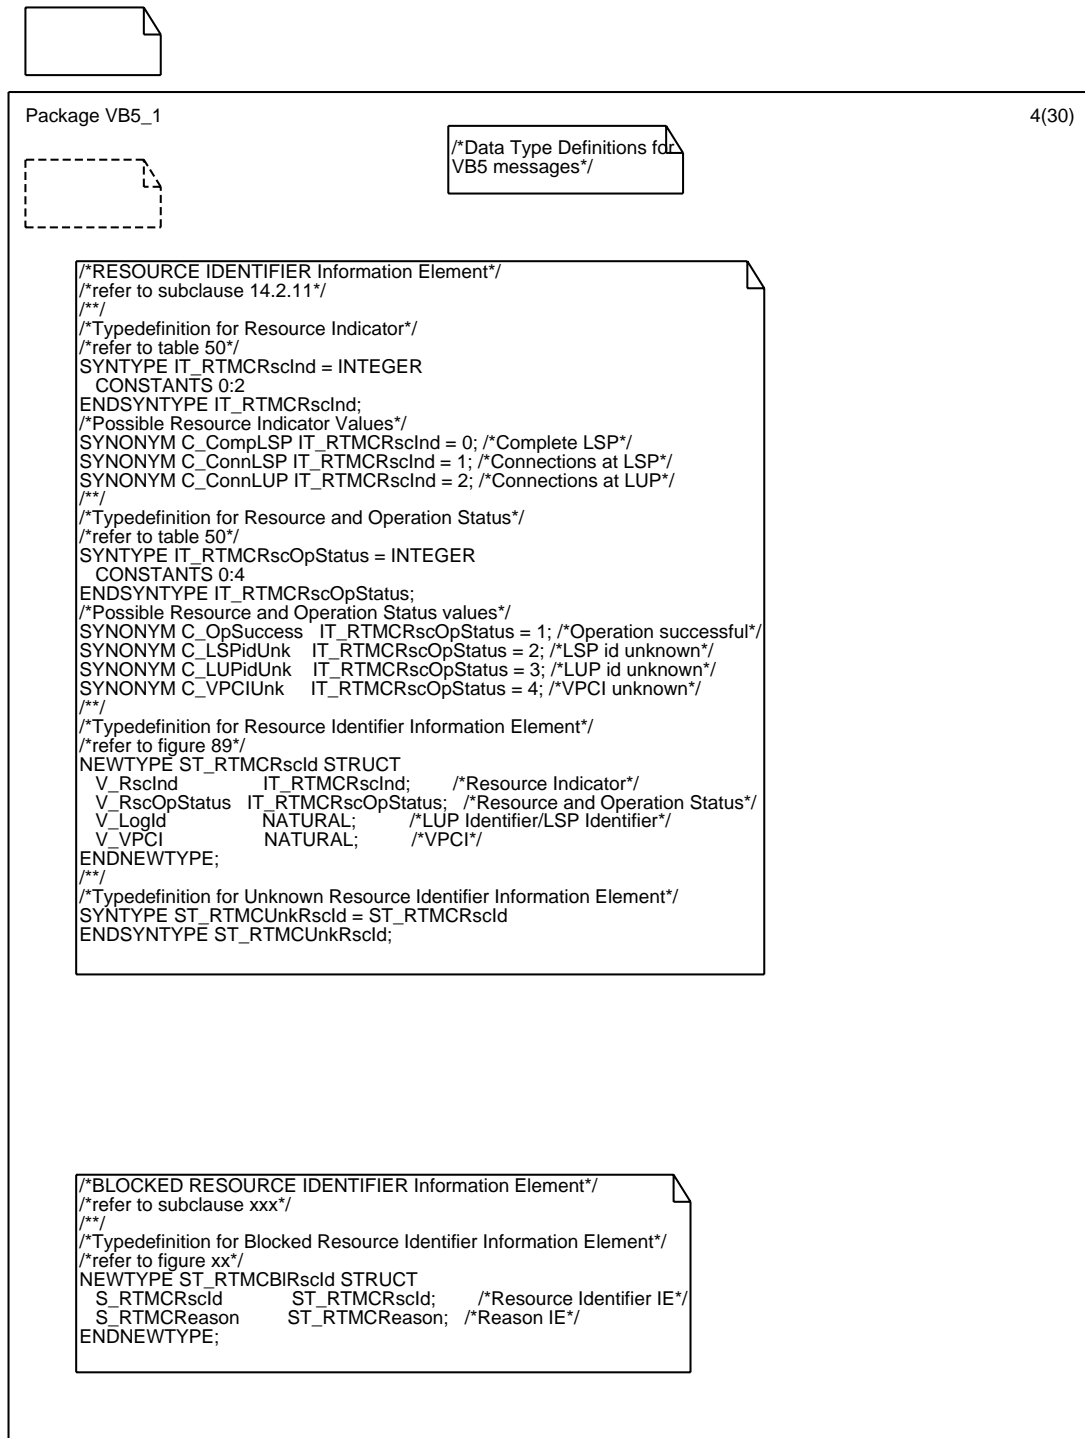 Package VB5_1
4(30)
/*Data Type Definitions for
VB5 messages*/
/*RESOURCE IDENTIFIER Information Element*/
/*refer to subclause 14.2.11*/
/**/
/*Typedefinition for Resource Indicator*/
/*refer to table 50*/
SYNTYPE IT_RTMCRscInd = INTEGER
CONSTANTS 0:2
ENDSYNTYPE IT_RTMCRscInd;
/*Possible Resource Indicator Values*/
SYNONYM C_CompLSP IT_RTMCRscInd = 0; /*Complete LSP*/
SYNONYM C_ConnLSP IT_RTMCRscInd = 1; /*Connections at LSP*/
SYNONYM C_ConnLUP IT_RTMCRscInd = 2; /*Connections at LUP*/
/**/
/*Typedefinition for Resource and Operation Status*/
/*refer to table 50*/
SYNTYPE IT_RTMCRscOpStatus = INTEGER
CONSTANTS 0:4
ENDSYNTYPE IT_RTMCRscOpStatus;
/*Possible Resource and Operation Status values*/
SYNONYM C_OpSuccess IT_RTMCRscOpStatus = 1; /*Operation successful*/
SYNONYM C_LSPidUnk IT_RTMCRscOpStatus = 2; /*LSP id unknown*/
SYNONYM C_LUPidUnk IT_RTMCRscOpStatus = 3; /*LUP id unknown*/
SYNONYM C_VPCIUnk IT_RTMCRscOpStatus = 4; /*VPCI unknown*/
/**/
/*Typedefinition for Resource Identifier Information Element*/
/*refer to figure 89*/
NEWTYPE ST_RTMCRscId STRUCT
V_RscInd IT_RTMCRscInd; /*Resource Indicator*/
V_RscOpStatus IT_RTMCRscOpStatus; /*Resource and Operation Status*/
V_LogId NATURAL; /*LUP Identifier/LSP Identifier*/
V_VPCI NATURAL; /*VPCI*/
ENDNEWTYPE;
/**/
/*Typedefinition for Unknown Resource Identifier Information Element*/
SYNTYPE ST_RTMCUnkRscId = ST_RTMCRscId
ENDSYNTYPE ST_RTMCUnkRscId;
/*BLOCKED RESOURCE IDENTIFIER Information Element*/
/*refer to subclause xxx*/
/**/
/*Typedefinition for Blocked Resource Identifier Information Element*/
/*refer to figure xx*/
NEWTYPE ST_RTMCBlRscId STRUCT
S_RTMCRscId ST_RTMCRscId; /*Resource Identifier IE*/
S_RTMCReason ST_RTMCReason; /*Reason IE*/
ENDNEWTYPE;